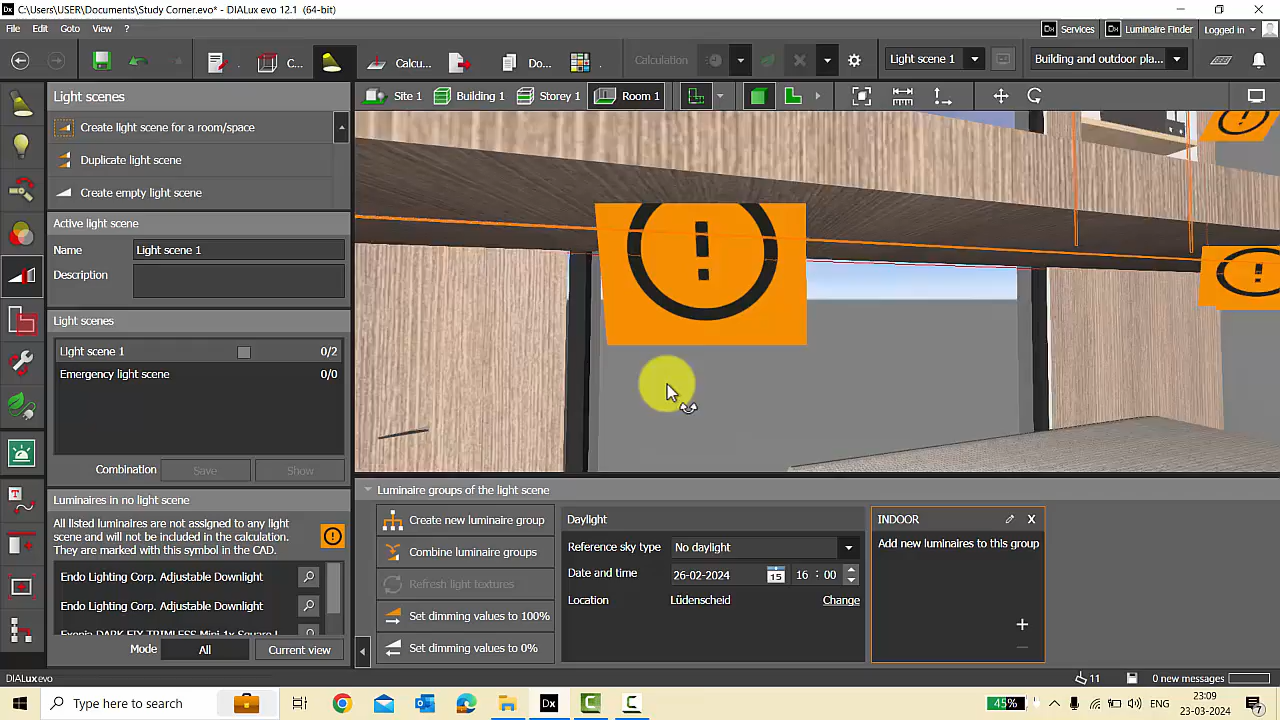 C:\Users\USER\Documents\Study Corner.evo* - DIALux evo 12.1 (64-bit)
File Edit Goto View ?
Services Luminaire Finder Logged in
C... Calcu... Do... Calculation Light scene 1 Building and outdoor pla...
Light scenes
Site 1 Building 1 Storey 1 Room 1
Create light scene for a room/space
Duplicate light scene
Create empty light scene
Active light scene
Name Light scene 1
Description
Light scenes
Light scene 1 0/2
Emergency light scene 0/0
Combination Save Show
Luminaires in no light scene
All listed luminaires are not assigned to any light
scene and will not be included in the calculation.
They are marked with this symbol in the CAD.
Endo Lighting Corp. Adjustable Downlight
Endo Lighting Corp. Adjustable Downlight
Mode All Current view
Luminaire groups of the light scene
Create new luminaire group
Combine luminaire groups
Refresh light textures
Set dimming values to 100%
Set dimming values to 0%
Daylight
Reference sky type No daylight
Date and time 26-02-2024 15 16 : 00
Location Lüdenscheid Change
INDOOR
Add new luminaires to this group
DIALux evo
11 0 new messages
Type here to search
Dx
45%
ENG
23:09
23-03-2024
7